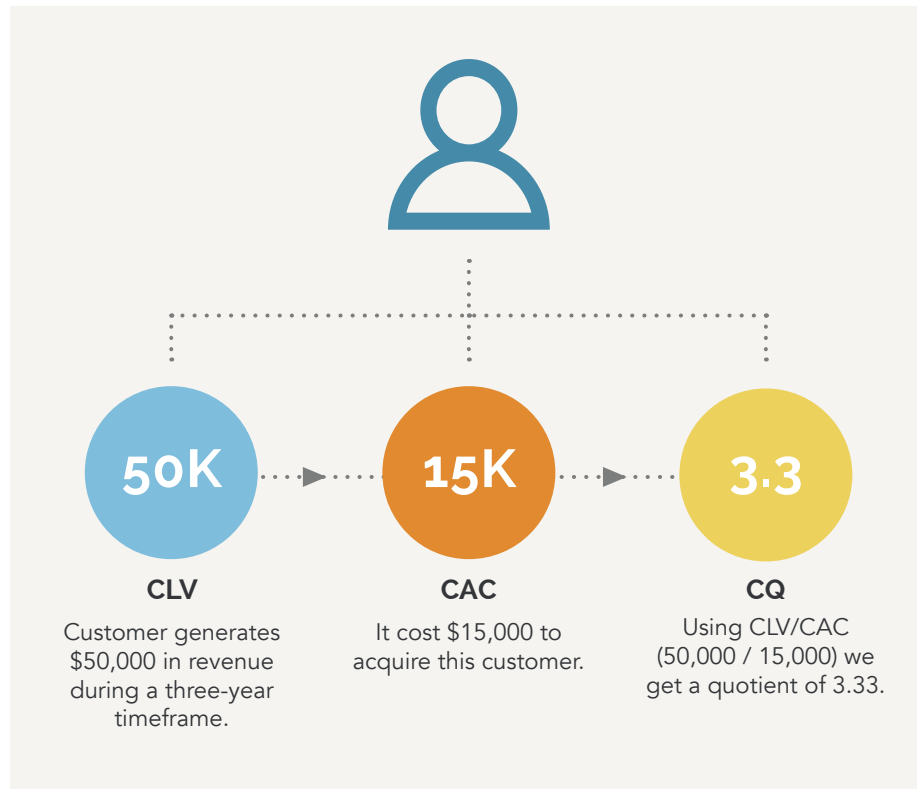 50K
15K
3.3
CLV
Customer generates
$50,000 in revenue
during a three-year
timeframe.
CAC
It cost $15,000 to
acquire this customer.
CQ
Using CLV/CAC
(50,000 / 15,000) we
get a quotient of 3.33.